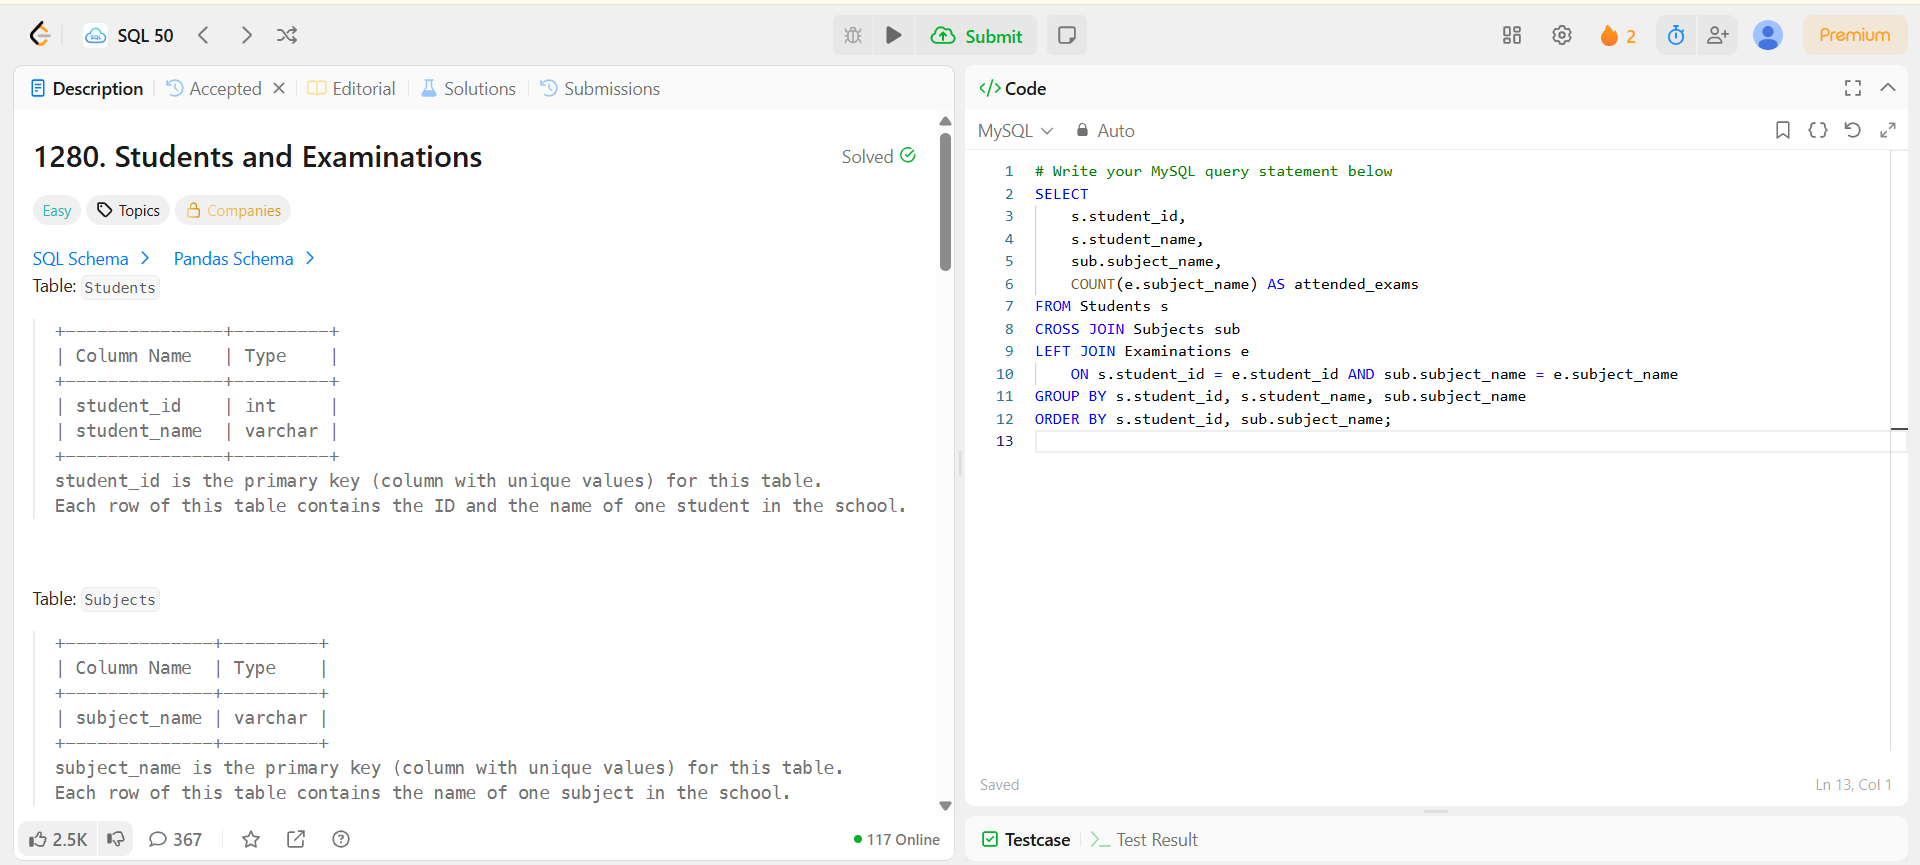 SQL 50
Submit
2
Premium
Description
Accepted
Editorial
Solutions
Submissions
1280. Students and Examinations
Solved
Easy
Topics
Companies
SQL Schema
Pandas Schema
Table: Students
+---------------+---------+
| Column Name   | Type    |
+---------------+---------+
| student_id    | int     |
| student_name  | varchar |
+---------------+---------+
student_id is the primary key (column with unique values) for this table.
Each row of this table contains the ID and the name of one student in the school.
Table: Subjects
+--------------+---------+
| Column Name  | Type    |
+--------------+---------+
| subject_name | varchar |
+--------------+---------+
subject_name is the primary key (column with unique values) for this table.
Each row of this table contains the name of one subject in the school.
2.5K
367
117 Online
</> Code
MySQL
Auto
1 # Write your MySQL query statement below
2 SELECT
3     s.student_id,
4     s.student_name,
5     sub.subject_name,
6     COUNT(e.subject_name) AS attended_exams
7 FROM Students s
8 CROSS JOIN Subjects sub
9 LEFT JOIN Examinations e
10     ON s.student_id = e.student_id AND sub.subject_name = e.subject_name
11 GROUP BY s.student_id, s.student_name, sub.subject_name
12 ORDER BY s.student_id, sub.subject_name;
13
Saved
Ln 13, Col 1
Testcase
>_ Test Result